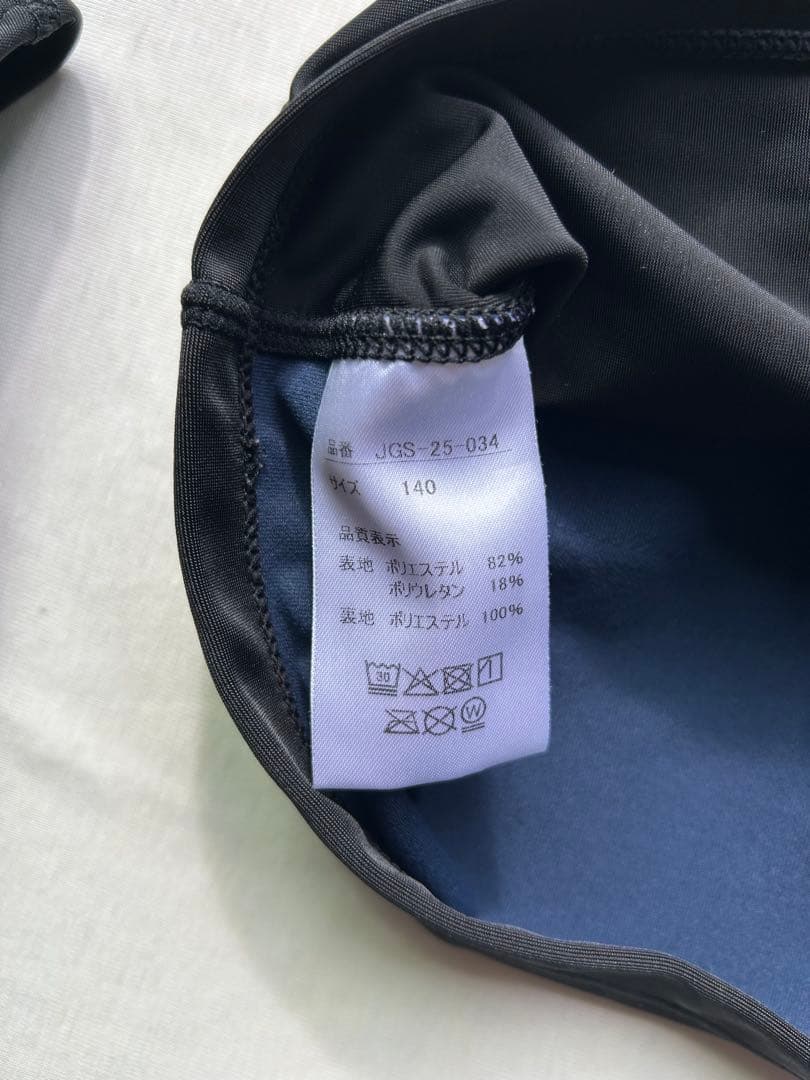 品番 JGS-25-034
サイズ 140
品質表示
表地 ポリエステル 82%
ポリウレタン 18%
裏地 ポリエステル 100%
30
W